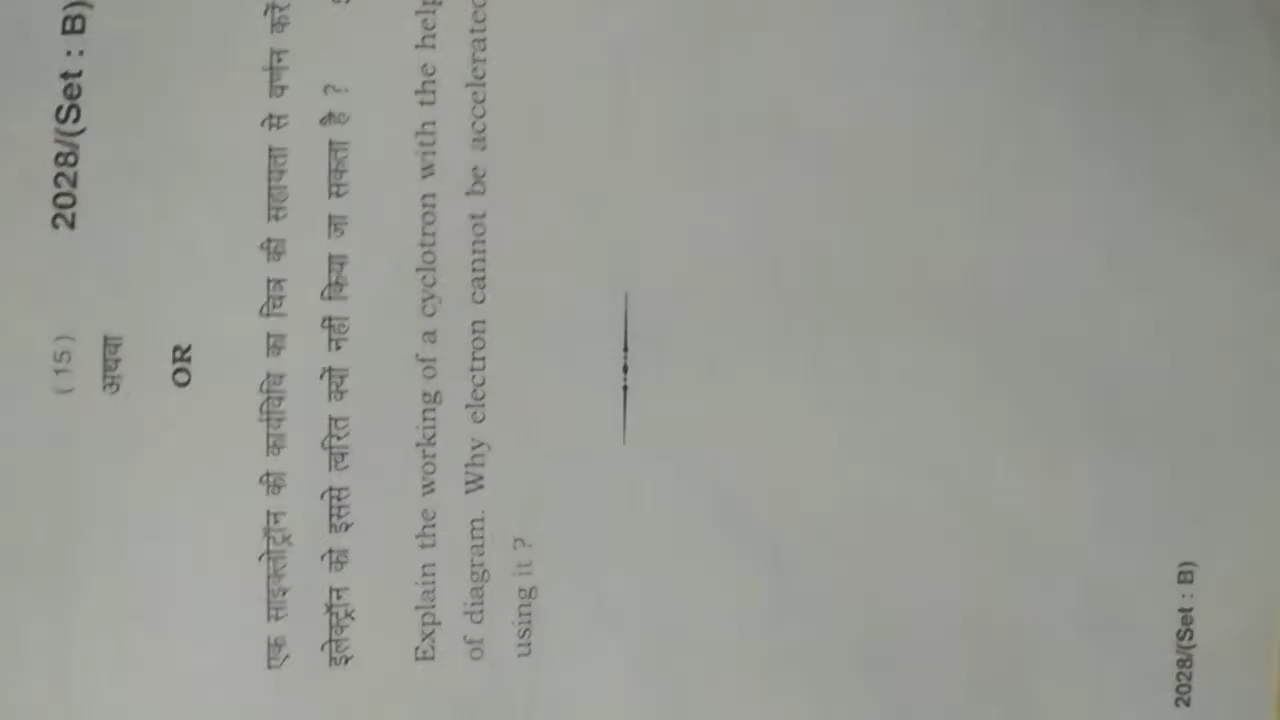 ( 15 ) 2028/(Set : B)
अथवा
OR
एक साइक्लोट्रॉन की कार्यविधि का चित्र की सहायता से वर्णन करें
इलेक्ट्रॉन को इससे त्वरित क्यों नहीं किया जा सकता है ?
Explain the working of a cyclotron with the help
of diagram. Why electron cannot be accelerated
using it ?
2028/(Set : B)